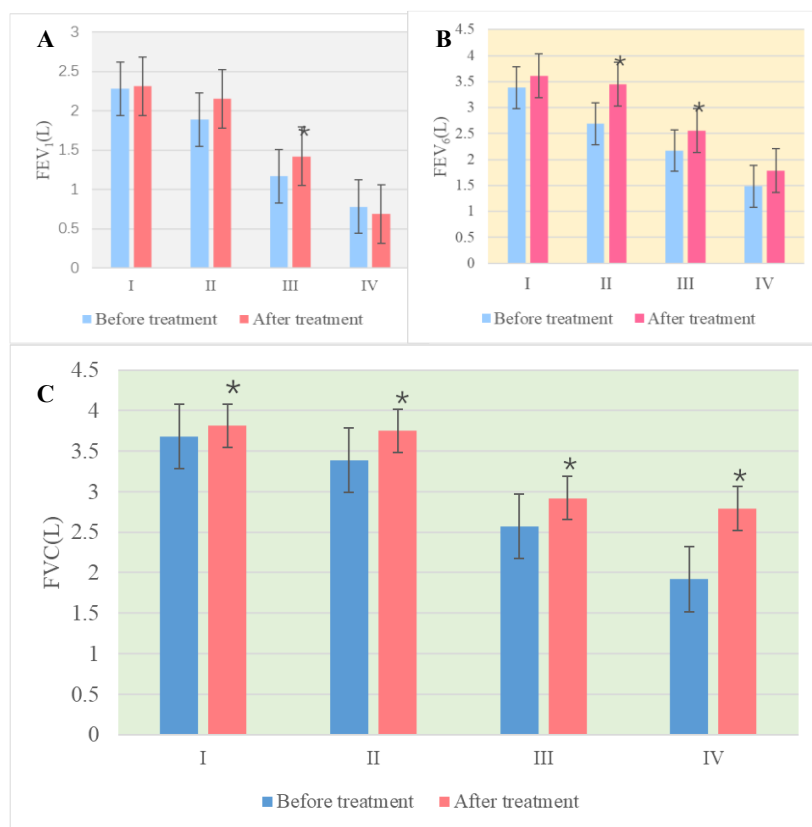 A
FEV₁(L)
3
2.5
2
1.5
1
0.5
0
I II III IV
*
Before treatment After treatment
B
FEV₆(L)
4.5
4
3.5
3
2.5
2
1.5
1
0.5
0
I II III IV
* *
Before treatment After treatment
C
FVC(L)
4.5
4
3.5
3
2.5
2
1.5
1
0.5
0
I II III IV
* * * *
Before treatment After treatment